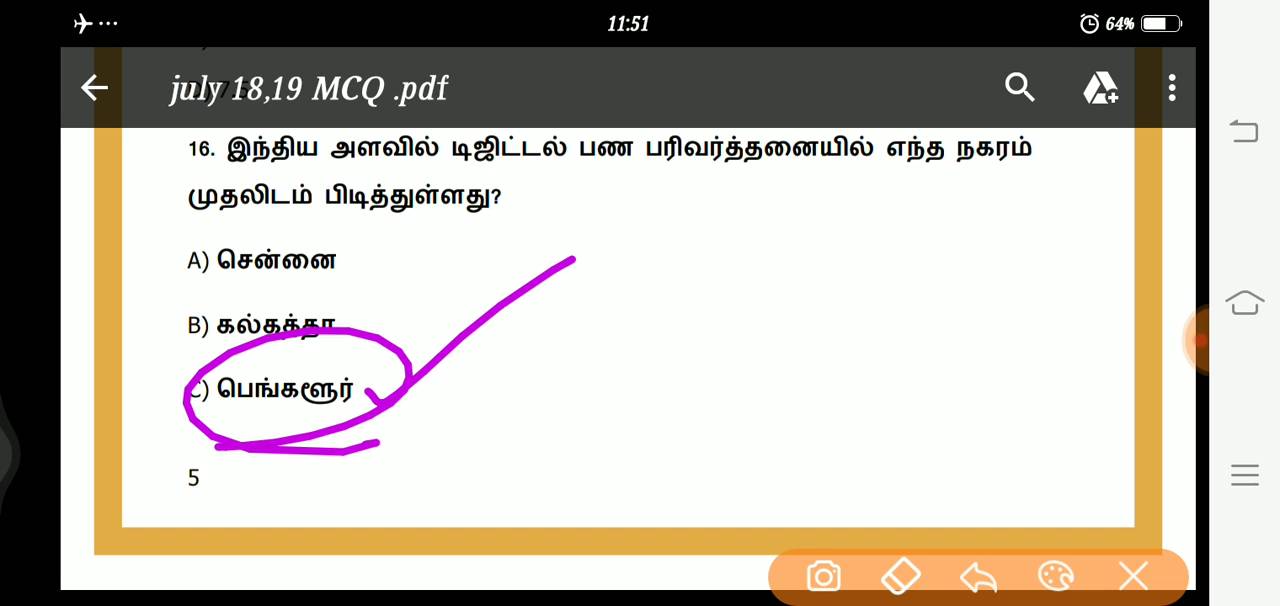 11:51
64%
july 18,19 MCQ .pdf
16. இந்திய அளவில் டிஜிட்டல் பண பரிவர்த்தனையில் எந்த நகரம்
முதலிடம் பிடித்துள்ளது?
A) சென்னை
B) கல்கத்தா
C) பெங்களூர்
5